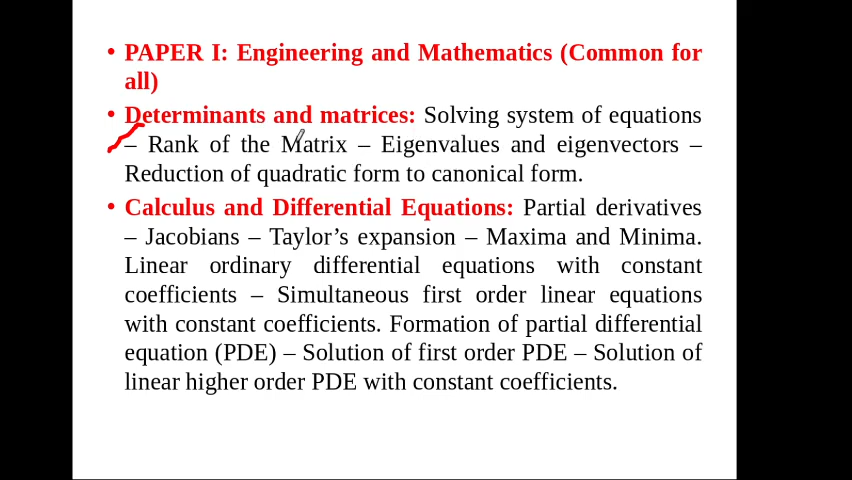 • PAPER I: Engineering and Mathematics (Common for
all)
• Determinants and matrices: Solving system of equations
– Rank of the Matrix – Eigenvalues and eigenvectors –
Reduction of quadratic form to canonical form.
• Calculus and Differential Equations: Partial derivatives
– Jacobians – Taylor’s expansion – Maxima and Minima.
Linear ordinary differential equations with constant
coefficients – Simultaneous first order linear equations
with constant coefficients. Formation of partial differential
equation (PDE) – Solution of first order PDE – Solution of
linear higher order PDE with constant coefficients.